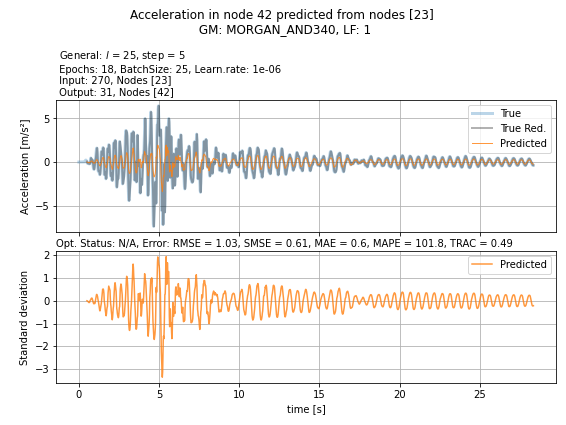 Acceleration in node 42 predicted from nodes [23]
GM: MORGAN_AND340, LF: 1
General: l = 25, step = 5
Epochs: 18, BatchSize: 25, Learn.rate: 1e-06
Input: 270, Nodes [23]
Output: 31, Nodes [42]
Acceleration [m/s²]
5
0
−5
True
True Red.
Predicted
Opt. Status: N/A, Error: RMSE = 1.03, SMSE = 0.61, MAE = 0.6, MAPE = 101.8, TRAC = 0.49
Standard deviation
2
1
0
−1
−2
−3
Predicted
0 5 10 15 20 25
time [s]